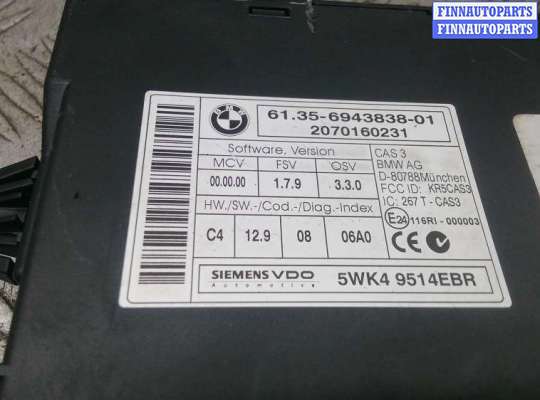 FINNAUTOPARTS
FINNAUTOPARTS
BMW
61.35-6943838-01
2070160231
Software, Version
MCV FSV OSV
00.00.00 1.7.9 3.3.0
HW./SW.-/Cod.-/Diag.-Index
C4 12.9 08 06A0
CAS 3
BMW AG
D-80788München
FCC ID: KR5CAS3
IC: 267 T - CAS3
E24 116RI - 000003
CE
SIEMENS VDO
Automotive
5WK4 9514EBR